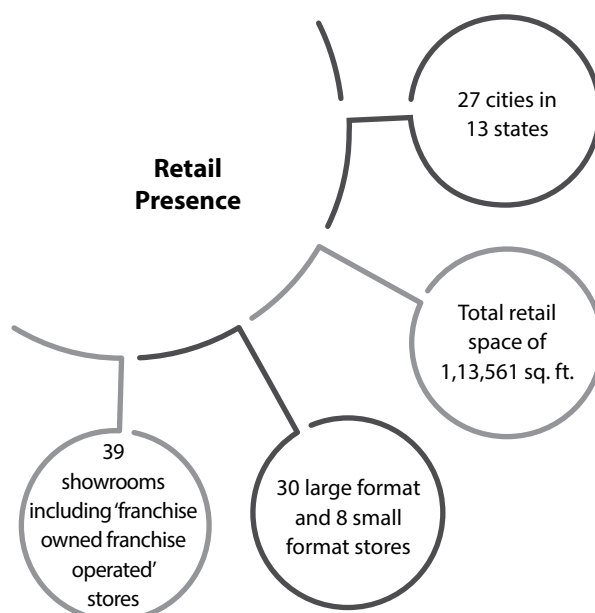 Retail
Presence
27 cities in
13 states
Total retail
space of
1,13,561 sq. ft.
30 large format
and 8 small
format stores
39
showrooms
including ‘franchise
owned franchise
operated’
stores